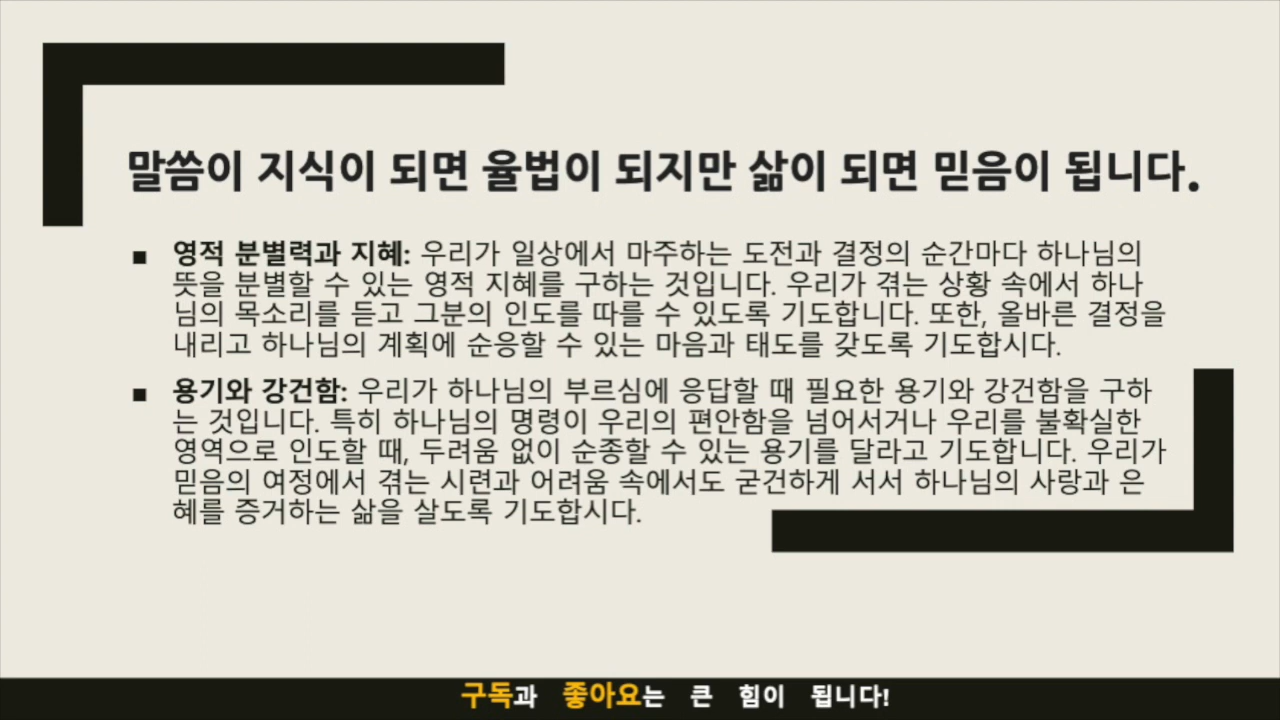 말씀이 지식이 되면 율법이 되지만 삶이 되면 믿음이 됩니다.
■ 영적 분별력과 지혜: 우리가 일상에서 마주하는 도전과 결정의 순간마다 하나님의
뜻을 분별할 수 있는 영적 지혜를 구하는 것입니다. 우리가 겪는 상황 속에서 하나
님의 목소리를 듣고 그분의 인도를 따를 수 있도록 기도합니다. 또한, 올바른 결정을
내리고 하나님의 계획에 순응할 수 있는 마음과 태도를 갖도록 기도합시다.
■ 용기와 강건함: 우리가 하나님의 부르심에 응답할 때 필요한 용기와 강건함을 구하
는 것입니다. 특히 하나님의 명령이 우리의 편안함을 넘어서거나 우리를 불확실한
영역으로 인도할 때, 두려움 없이 순종할 수 있는 용기를 달라고 기도합니다. 우리가
믿음의 여정에서 겪는 시련과 어려움 속에서도 굳건하게 서서 하나님의 사랑과 은
혜를 증거하는 삶을 살도록 기도합시다.
구독과 좋아요는 큰 힘이 됩니다!